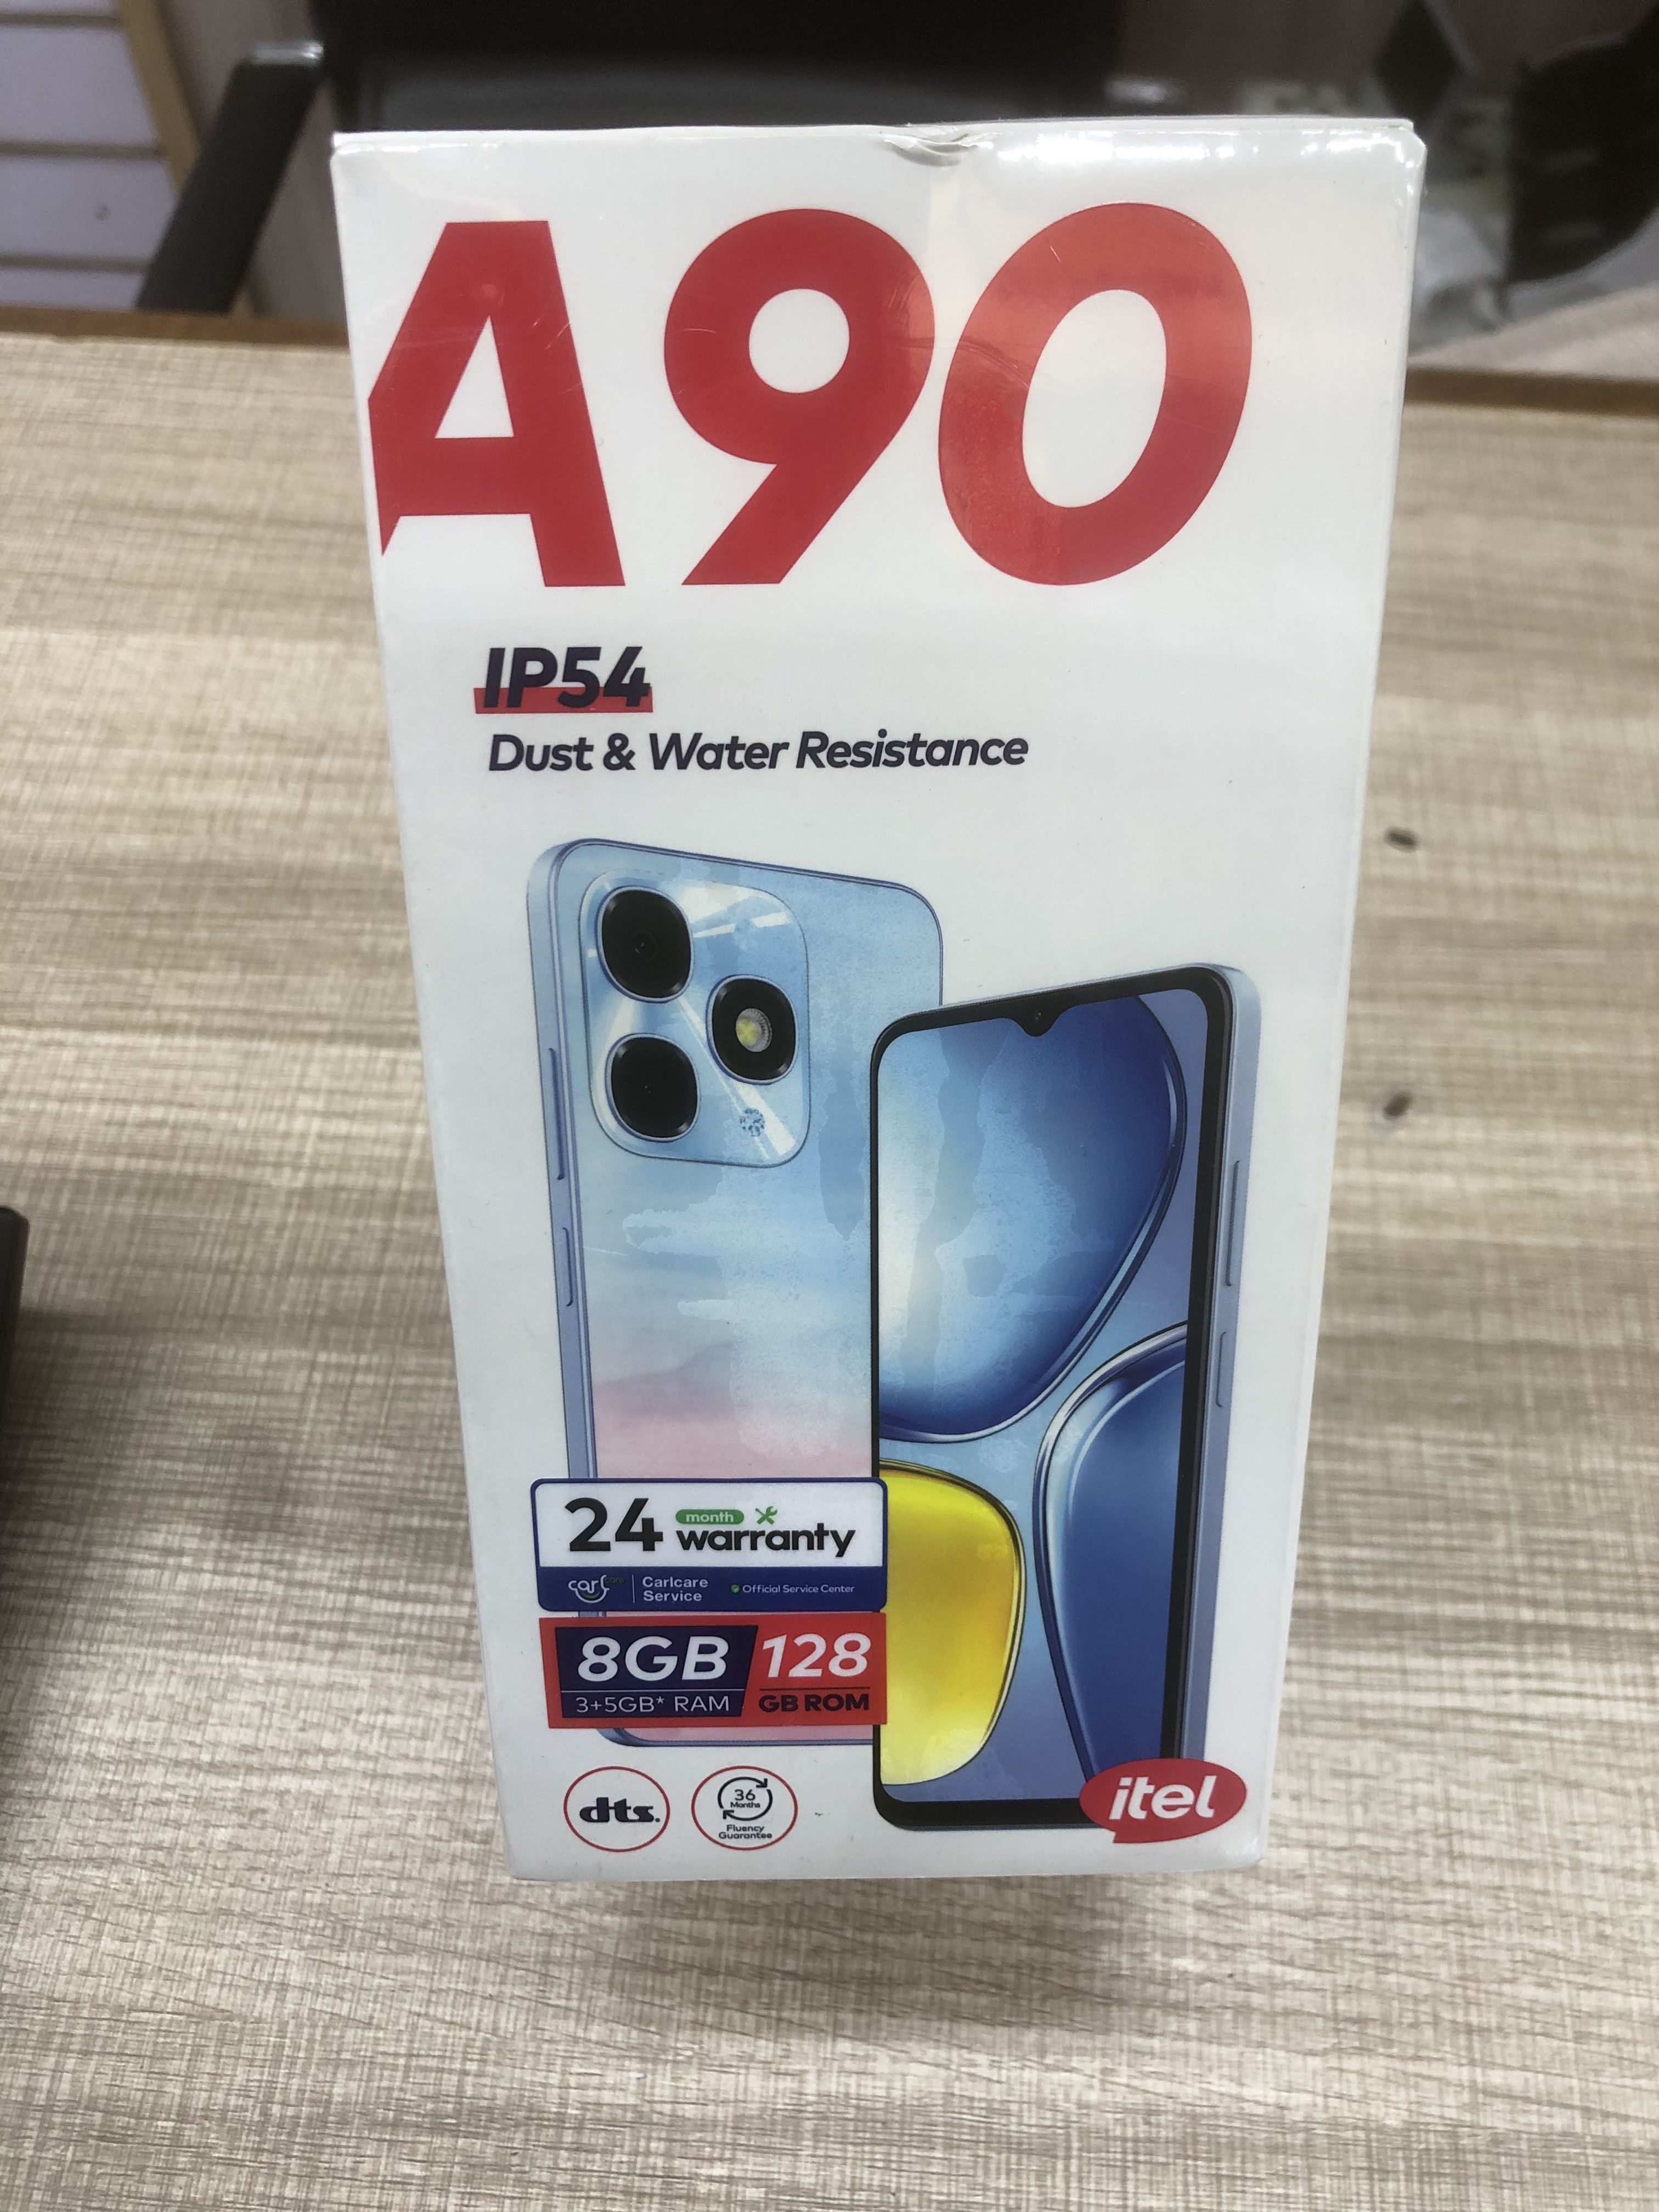 A90
IP54
Dust & Water Resistance
24 month
warranty
carlcare
Carlcare
Service
Official Service Center
8GB
3+5GB* RAM
128
GB ROM
dts.
36
Months
Fluency
Guarantee
itel